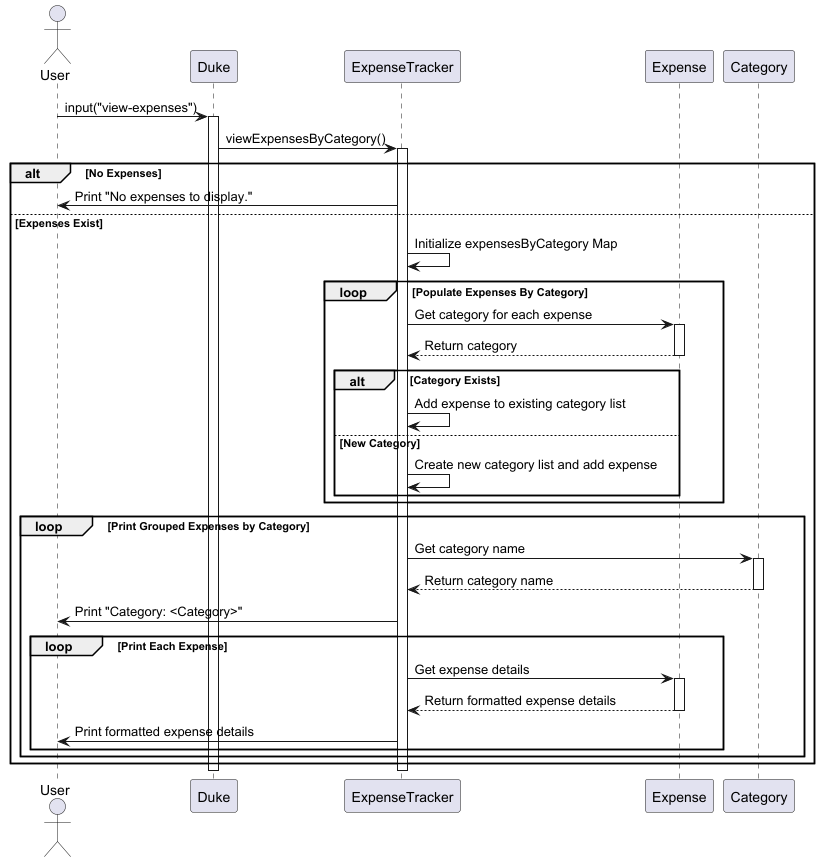 User
Duke
ExpenseTracker
Expense
Category
input("view-expenses")
viewExpensesByCategory()
alt
[No Expenses]
Print "No expenses to display."
[Expenses Exist]
Initialize expensesByCategory Map
loop
[Populate Expenses By Category]
Get category for each expense
Return category
alt
[Category Exists]
Add expense to existing category list
[New Category]
Create new category list and add expense
loop
[Print Grouped Expenses by Category]
Get category name
Return category name
Print "Category: <Category>"
loop
[Print Each Expense]
Get expense details
Return formatted expense details
Print formatted expense details
User
Duke
ExpenseTracker
Expense
Category